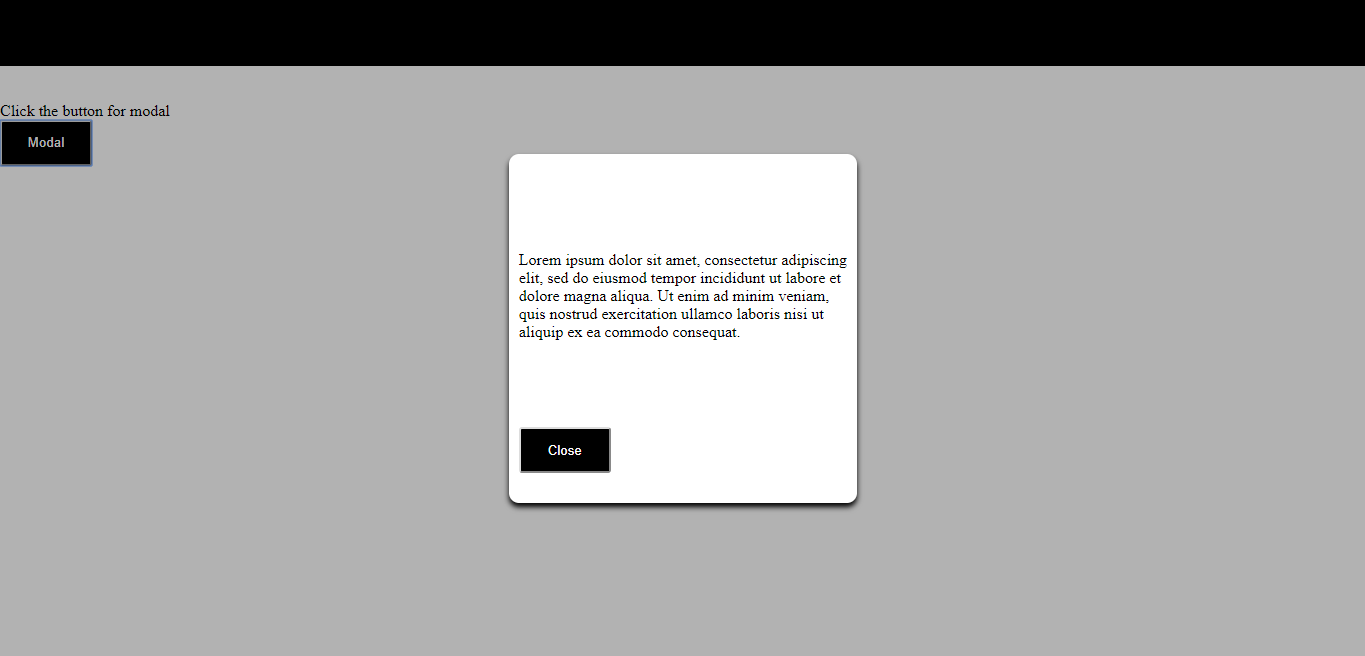 Click the button for modal
Modal
Lorem ipsum dolor sit amet, consectetur adipiscing
elit, sed do eiusmod tempor incididunt ut labore et
dolore magna aliqua. Ut enim ad minim veniam,
quis nostrud exercitation ullamco laboris nisi ut
aliquip ex ea commodo consequat.
Close